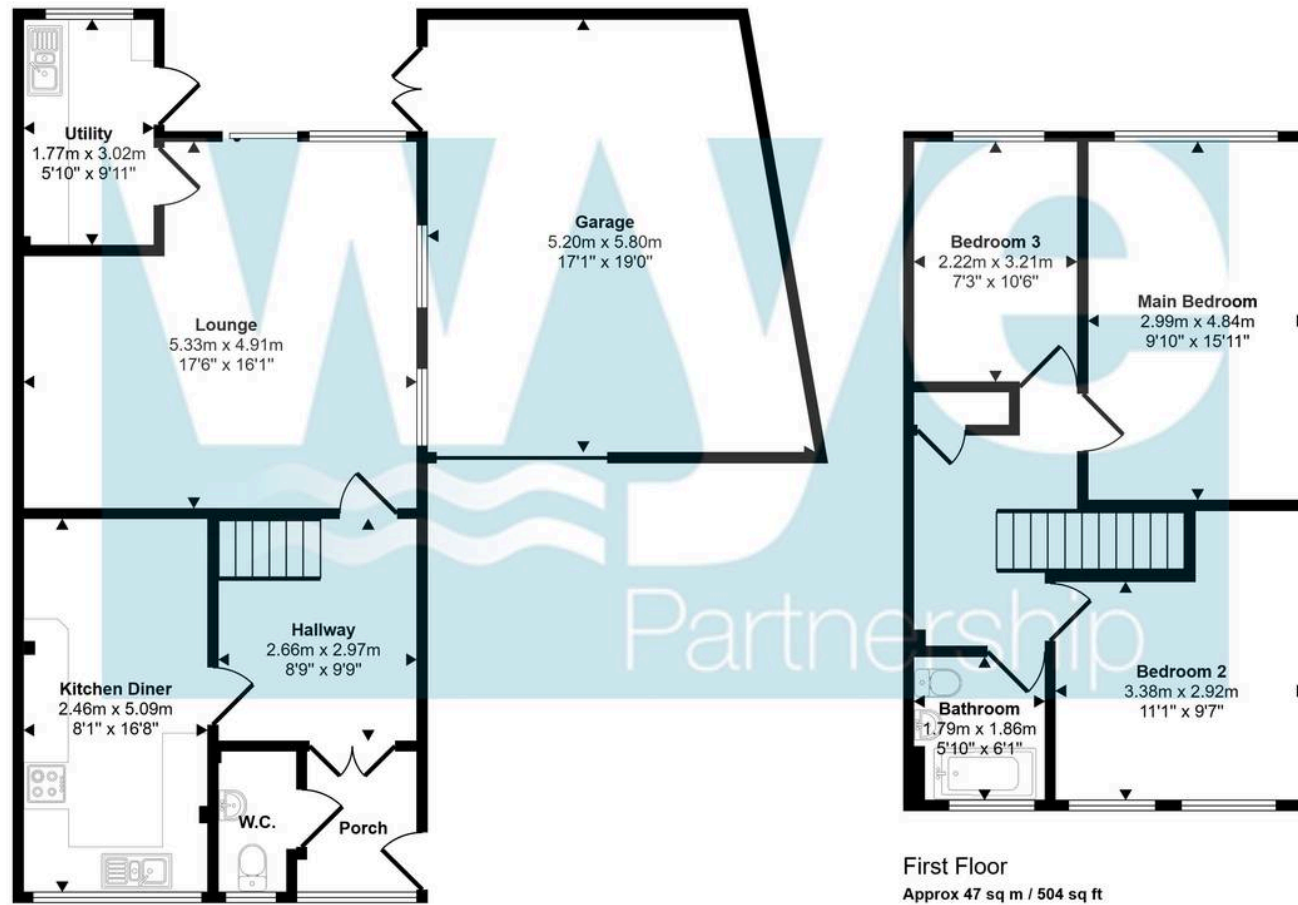 Utility
1.77m x 3.02m
5'10" x 9'11"
Lounge
5.33m x 4.91m
17'6" x 16'1"
Garage
5.20m x 5.80m
17'1" x 19'0"
Kitchen Diner
2.46m x 5.09m
8'1" x 16'8"
Hallway
2.66m x 2.97m
8'9" x 9'9"
W.C.
Porch
Bedroom 3
2.22m x 3.21m
7'3" x 10'6"
Main Bedroom
2.99m x 4.84m
9'10" x 15'11"
Bedroom 2
3.38m x 2.92m
11'1" x 9'7"
Bathroom
1.79m x 1.86m
5'10" x 6'1"
First Floor
Approx 47 sq m / 504 sq ft
waye
Partnership